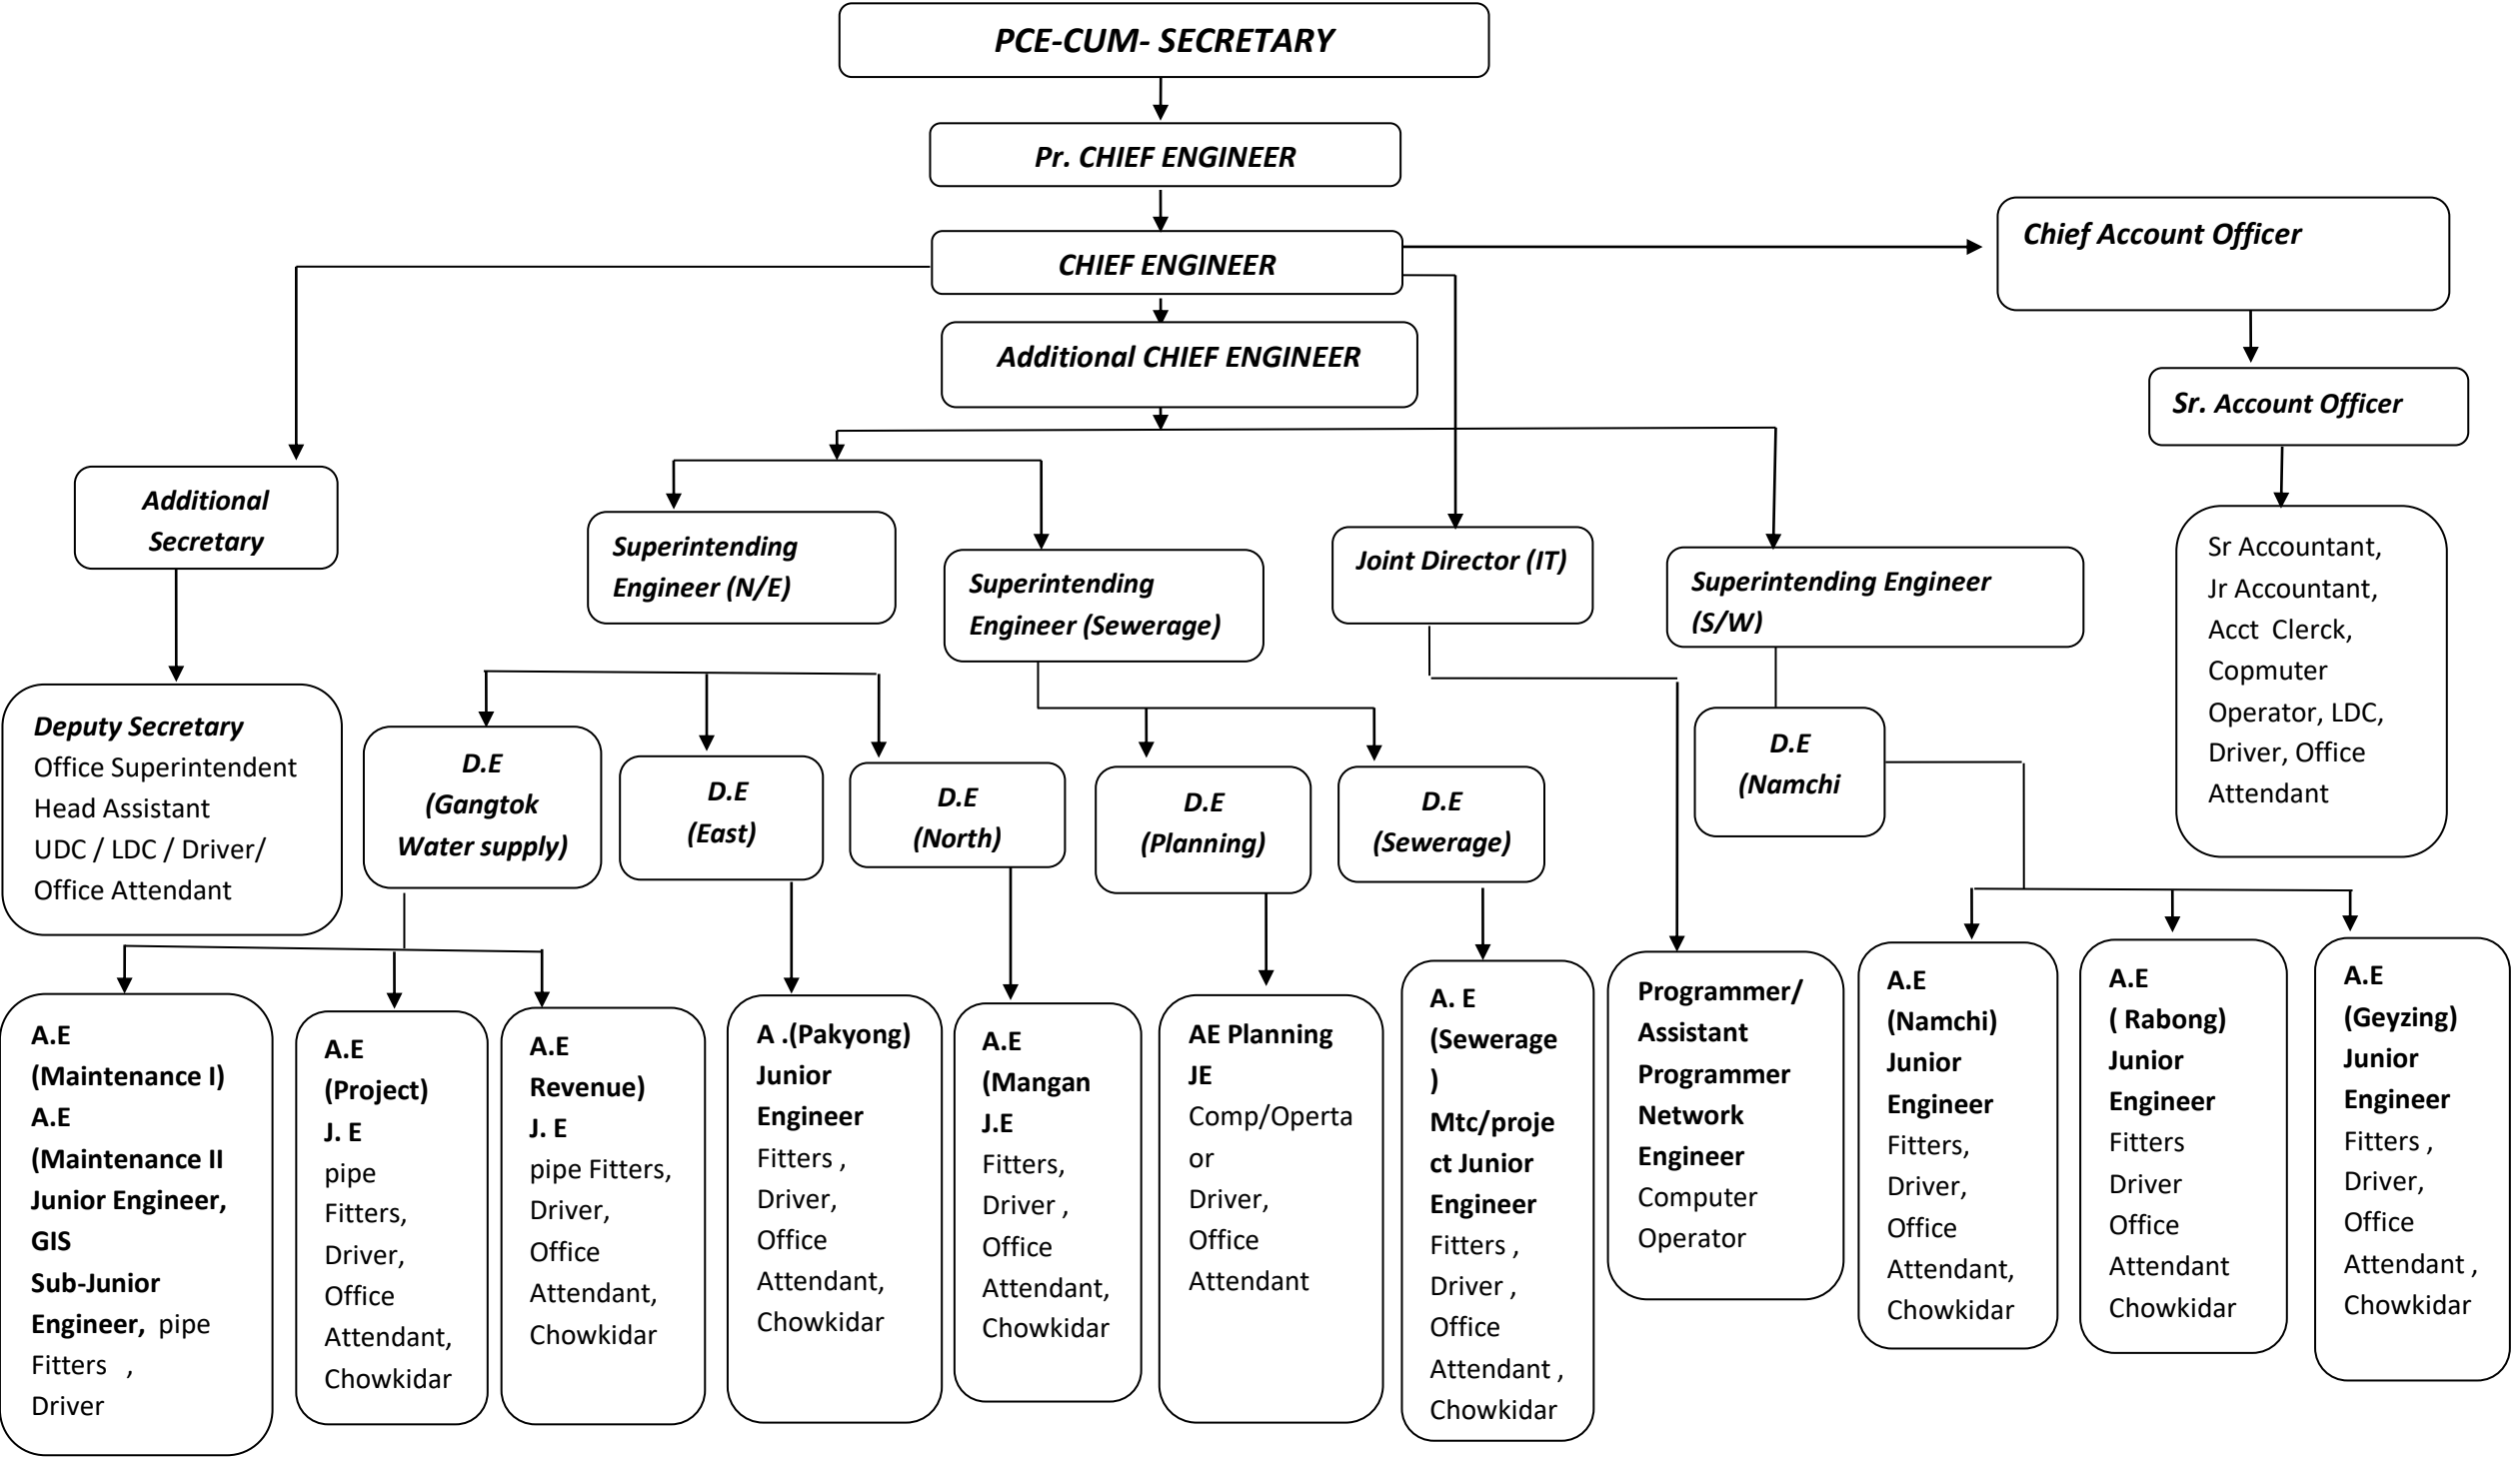 PCE-CUM- SECRETARY
Pr. CHIEF ENGINEER
CHIEF ENGINEER
Chief Account Officer
Additional CHIEF ENGINEER
Sr. Account Officer
Additional
Secretary
Superintending
Engineer (N/E)
Superintending
Engineer (Sewerage)
Joint Director (IT)
Superintending Engineer
(S/W)
Sr Accountant,
Jr Accountant,
Acct Clerck,
Copmuter
Operator, LDC,
Driver, Office
Attendant
Deputy Secretary
Office Superintendent
Head Assistant
UDC / LDC / Driver/
Office Attendant
D.E
(Gangtok
Water supply)
D.E
(East)
D.E
(North)
D.E
(Planning)
D.E
(Sewerage)
D.E
(Namchi
A.E
(Maintenance I)
A.E
(Maintenance II
Junior Engineer,
GIS
Sub-Junior
Engineer, pipe
Fitters ,
Driver
A.E
(Project)
J. E
pipe
Fitters,
Driver,
Office
Attendant,
Chowkidar
A.E
Revenue)
J. E
pipe Fitters,
Driver,
Office
Attendant,
Chowkidar
A .(Pakyong)
Junior
Engineer
Fitters ,
Driver,
Office
Attendant,
Chowkidar
A.E
(Mangan
J.E
Fitters,
Driver ,
Office
Attendant,
Chowkidar
AE Planning
JE
Comp/Operta
or
Driver,
Office
Attendant
A. E
(Sewerage
)
Mtc/proje
ct Junior
Engineer
Fitters ,
Driver ,
Office
Attendant ,
Chowkidar
Programmer/
Assistant
Programmer
Network
Engineer
Computer
Operator
A.E
(Namchi)
Junior
Engineer
Fitters,
Driver,
Office
Attendant,
Chowkidar
A.E
( Rabong)
Junior
Engineer
Fitters
Driver
Office
Attendant
Chowkidar
A.E
(Geyzing)
Junior
Engineer
Fitters ,
Driver,
Office
Attendant ,
Chowkidar